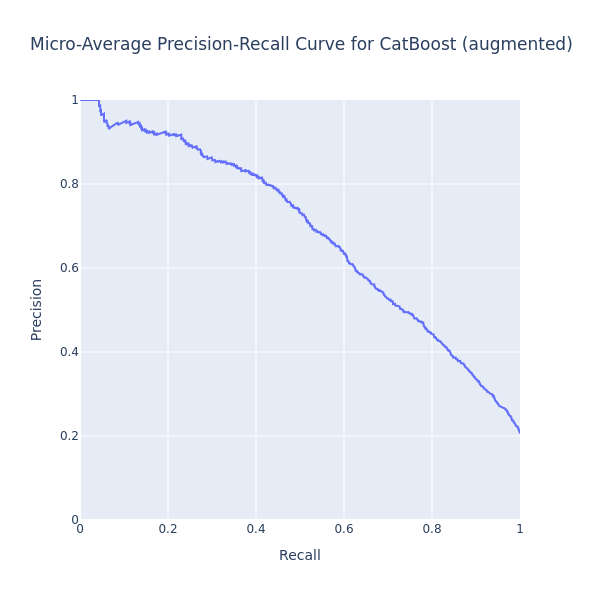 Micro-Average Precision-Recall Curve for CatBoost (augmented)
1
0.8
0.6
Precision
0.4
0.2
0
0 0.2 0.4 0.6 0.8 1
Recall